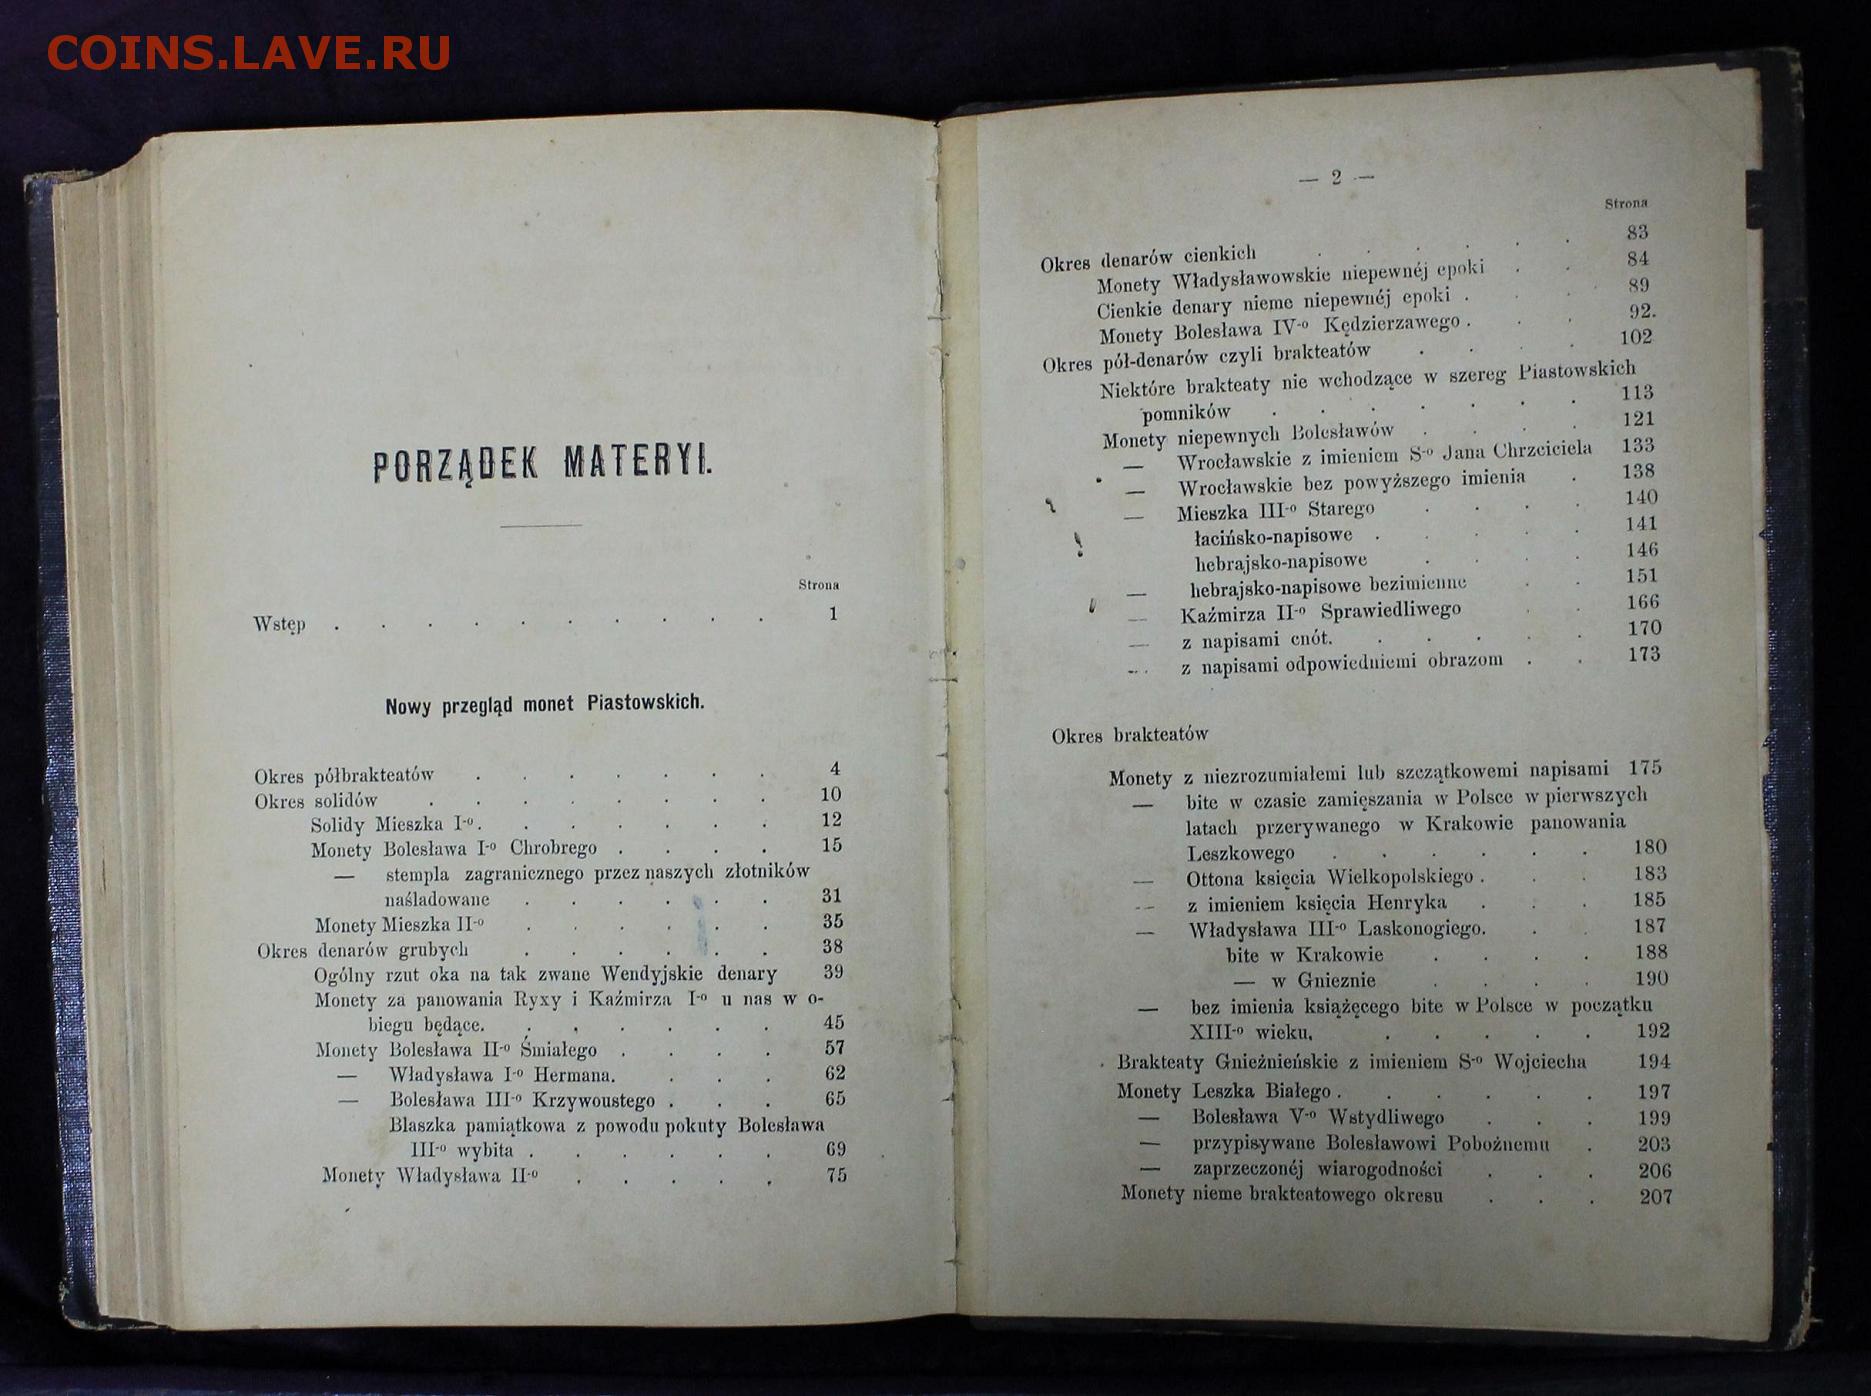 COINS.LAVE.RU
PORZĄDEK MATERYI.
Strona
Wstęp . . . . . . . . . . 1
Nowy przegląd monet Piastowskich.
Okres półbrakteatów . . . . . . . 4
Okres solidów . . . . . . . . 10
Solidy Mieszka I-o. . . . . . . 12
Monety Bolesława I-o Chrobrego . . . . 15
— stempla zagranicznego przez naszych złotników
naśladowane . . . . . . 31
Monety Mieszka II-o . . . . . . 35
Okres denarów grubych . . . . . . 38
Ogólny rzut oka na tak zwane Wendyjskie denary 39
Monety za panowania Ryxy i Kaźmirza I-o u nas w o-
biegu będące. . . . . . . 45
Monety Bolesława II-o Śmiałego . . . . 57
— Władysława I-o Hermana. . . . 62
— Bolesława III-o Krzywoustego . . . 65
Blaszka pamiątkowa z powodu pokuty Bolesława
III-o wybita . . . . . . 69
Monety Władysława II-o . . . . . 75
— 2 —
Strona
Okres denarów cienkich . . . . . . 83
Monety Władysławowskie niepewnéj epoki . . 84
Cienkie denary nieme niepewnéj epoki . . . 89
Monety Bolesława IV-o Kędzierzawego . . . 92.
Okres pół-denarów czyli brakteatów . . . . 102
Niektóre brakteaty nie wchodzące w szereg Piastowskich
pomników . . . . . . . 113
Monety niepewnych Bolesławów . . . . 121
— Wrocławskie z imieniem S-o Jana Chrzciciela 133
— Wrocławskie bez powyższego imienia . 138
— Mieszka III-o Starego . . . . 140
łacińsko-napisowe . . . . . 141
hebrajsko-napisowe . . . . 146
— hebrajsko-napisowe bezimienne . . 151
— Kaźmirza II-o Sprawiedliwego . . 166
— z napisami cnót. . . . . . 170
— z napisami odpowiedniemi obrazom . . 173
Okres brakteatów
Monety z niezrozumiałemi lub szczątkowemi napisami 175
— bite w czasie zamięszania w Polsce w pierwszych
latach przerywanego w Krakowie panowania
Leszkowego . . . . . . 180
— Ottona księcia Wielkopolskiego . . . 183
— z imieniem księcia Henryka . . . 185
— Władysława III-o Laskonogiego. . . 187
bite w Krakowie . . . . 188
— w Gnieznie . . . . 190
— bez imienia książęcego bite w Polsce w początku
XIII-o wieku. . . . . . 192
Brakteaty Gnieźnieńskie z imieniem S-o Wojciecha 194
Monety Leszka Białego . . . . . . 197
— Bolesława V-o Wstydliwego . . . 199
— przypisywane Bolesławowi Pobożnemu . 203
— zaprzeczonéj wiarogodności . . . 206
Monety nieme brakteatowego okresu . . . 207